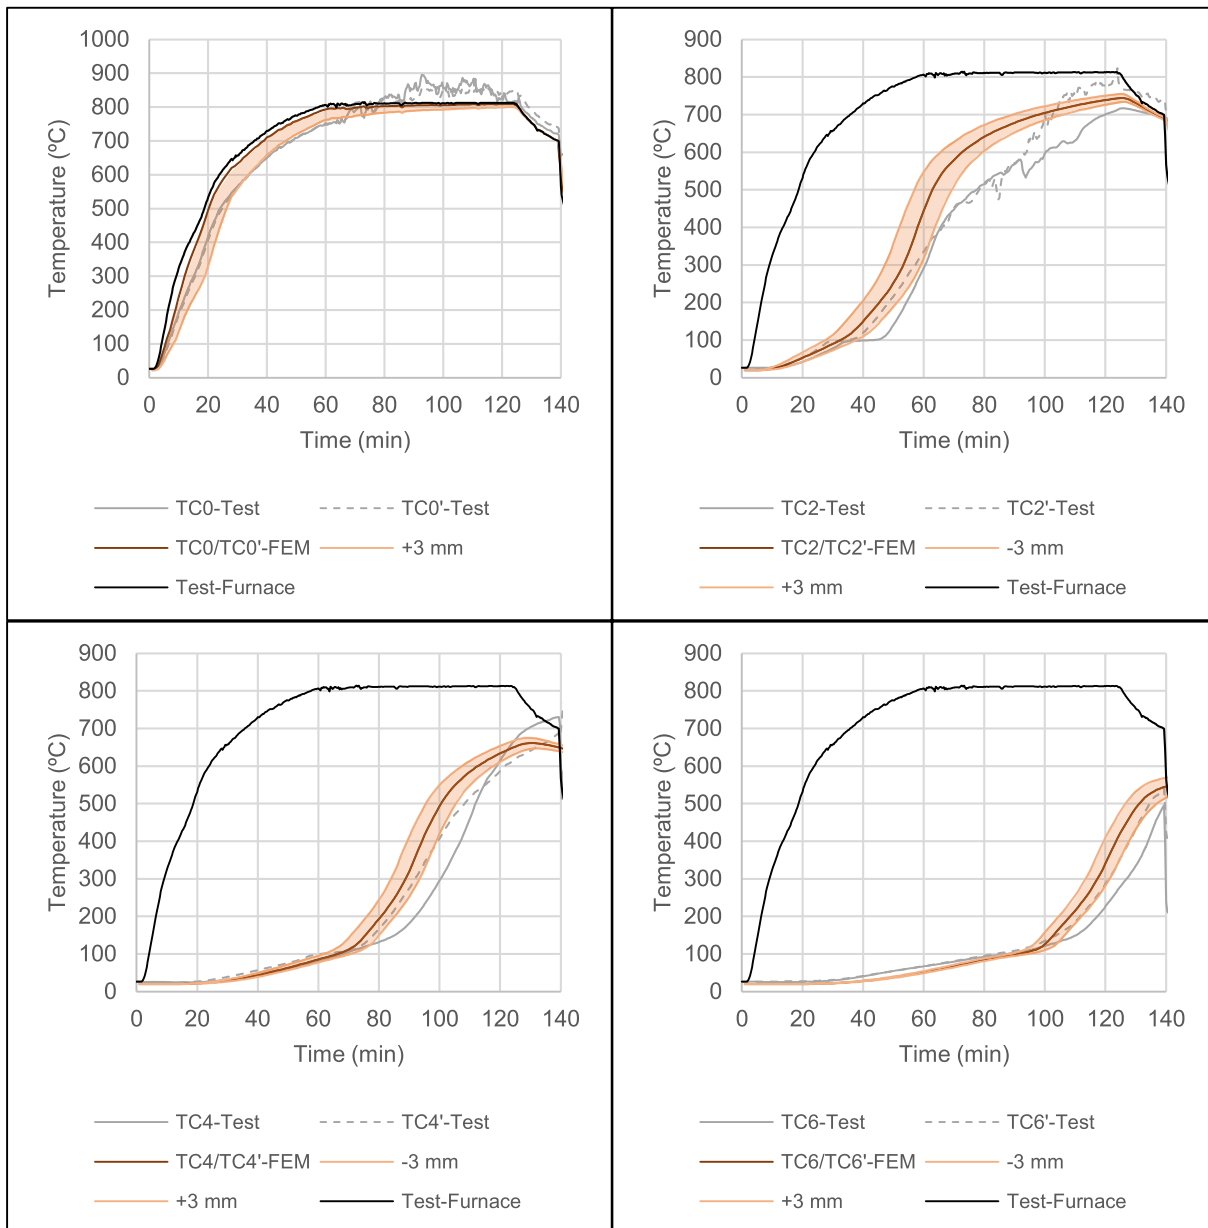 1000
900
800
700
600
500
400
300
200
100
0
Temperature (ºC)
0 20 40 60 80 100 120 140
Time (min)
TC0-Test TC0'-Test
TC0/TC0'-FEM +3 mm
Test-Furnace
900
800
700
600
500
400
300
200
100
0
Temperature (ºC)
0 20 40 60 80 100 120 140
Time (min)
TC2-Test TC2'-Test
TC2/TC2'-FEM -3 mm
+3 mm Test-Furnace
900
800
700
600
500
400
300
200
100
0
Temperature (ºC)
0 20 40 60 80 100 120 140
Time (min)
TC4-Test TC4'-Test
TC4/TC4'-FEM -3 mm
+3 mm Test-Furnace
900
800
700
600
500
400
300
200
100
0
Temperature (ºC)
0 20 40 60 80 100 120 140
Time (min)
TC6-Test TC6'-Test
TC6/TC6'-FEM -3 mm
+3 mm Test-Furnace